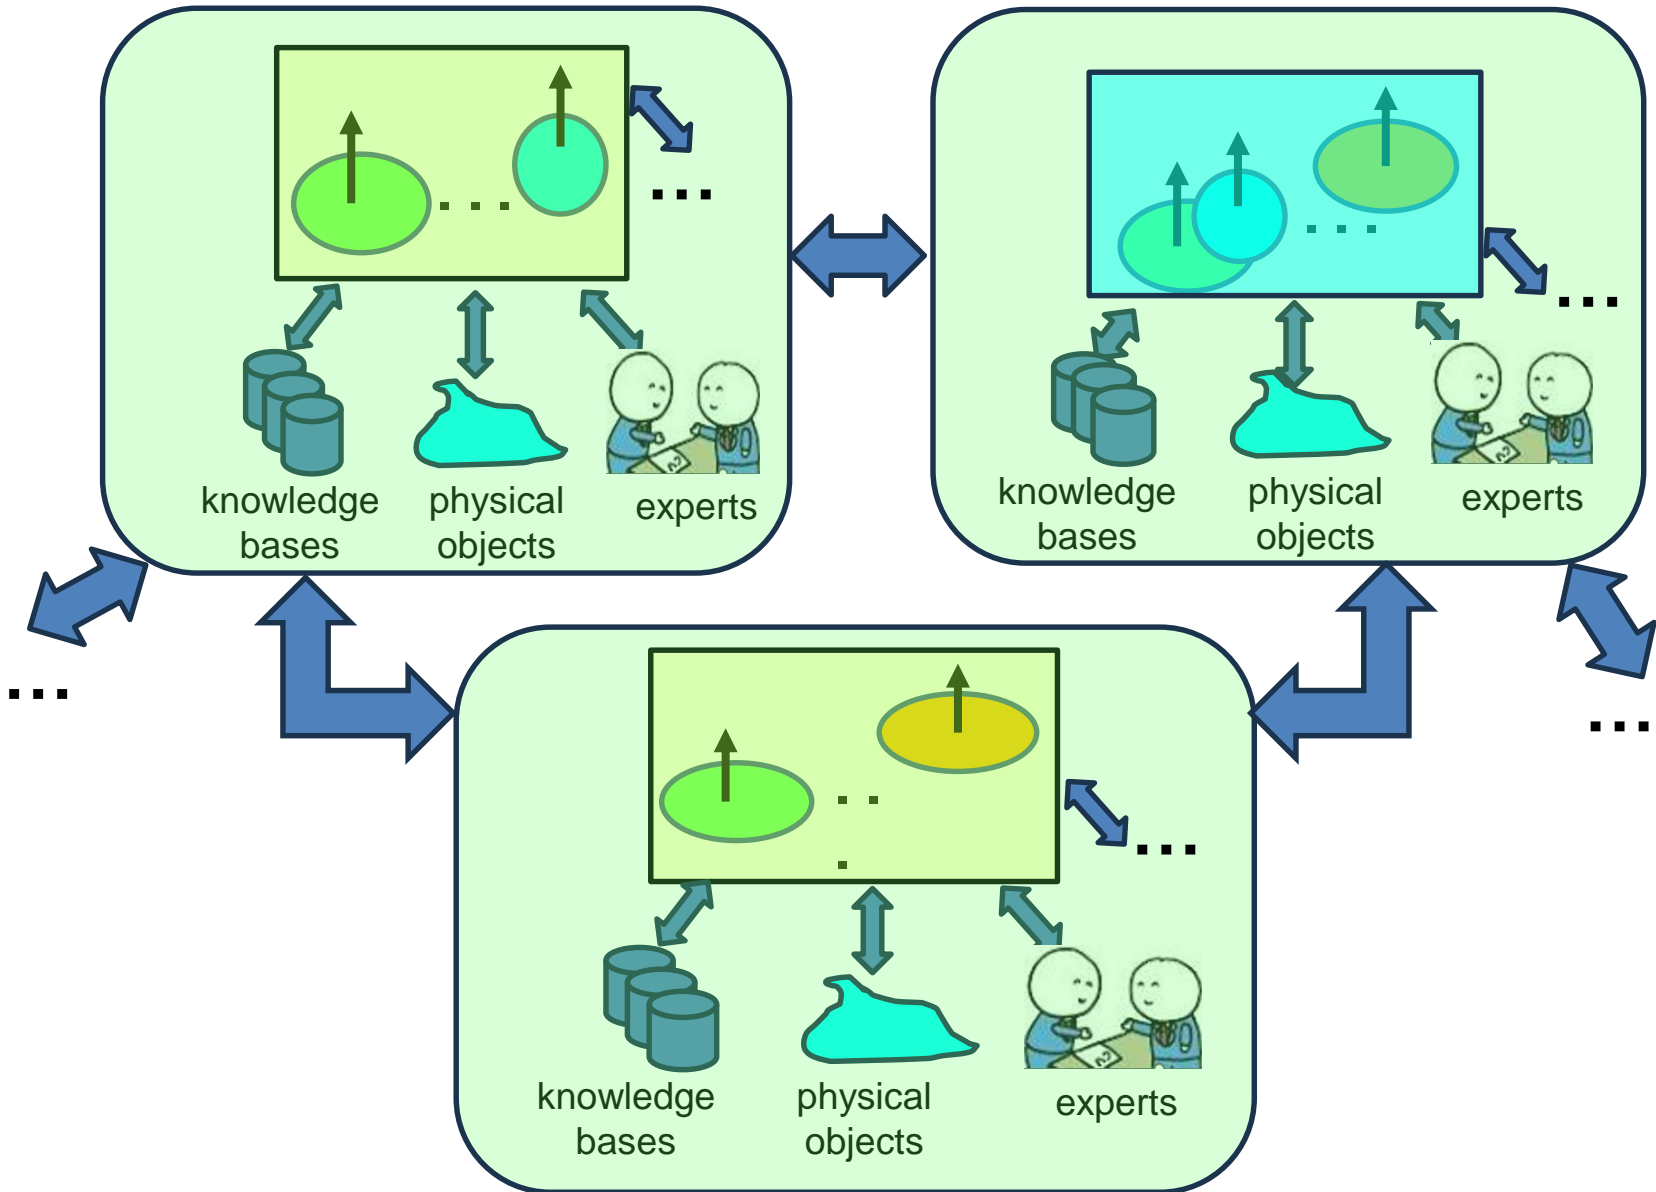 knowledge
bases
physical
objects
experts
knowledge
bases
physical
objects
experts
knowledge
bases
physical
objects
experts